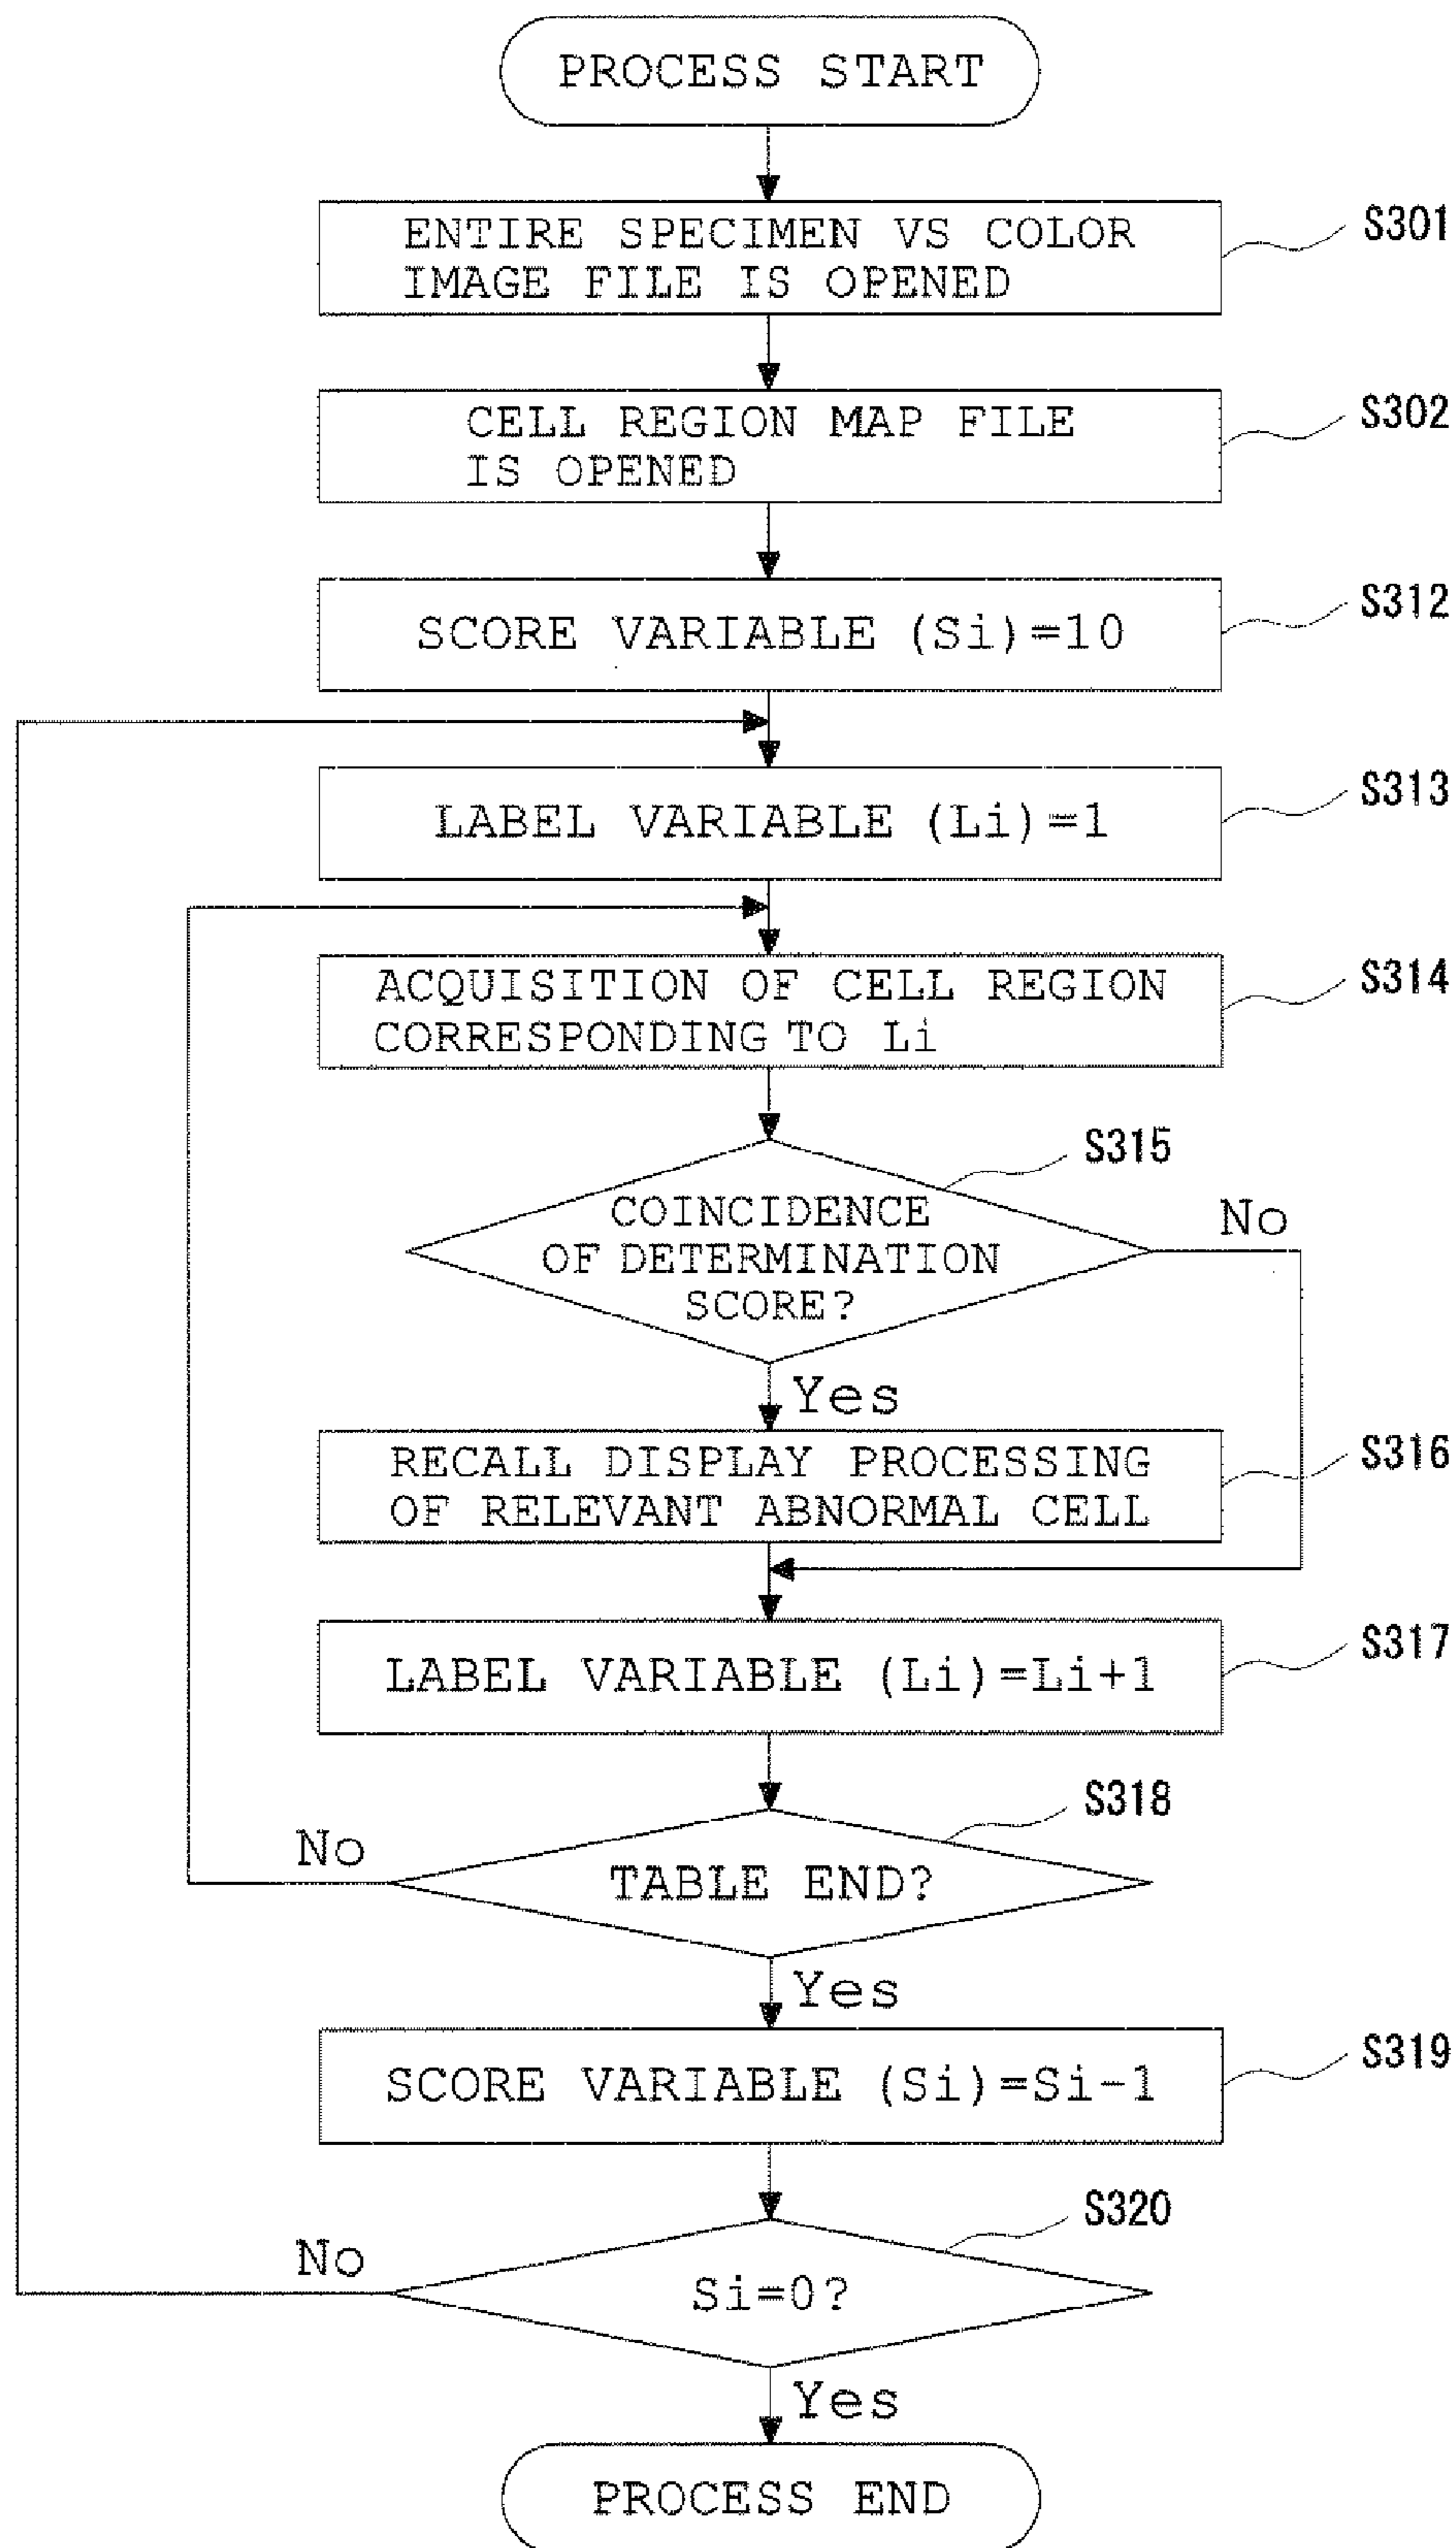 PROCESS START
ENTIRE SPECIMEN VS COLOR
IMAGE FILE IS OPENED
S301
CELL REGION MAP FILE
IS OPENED
S302
SCORE VARIABLE (Si)=10
S312
LABEL VARIABLE (Li)=1
S313
ACQUISITION OF CELL REGION
CORRESPONDING TO Li
S314
S315
COINCIDENCE
OF DETERMINATION
SCORE?
No
Yes
RECALL DISPLAY PROCESSING
OF RELEVANT ABNORMAL CELL
S316
LABEL VARIABLE (Li)=Li+1
S317
S318
No
TABLE END?
Yes
SCORE VARIABLE (Si)=Si-1
S319
S320
No
Si=0?
Yes
PROCESS END